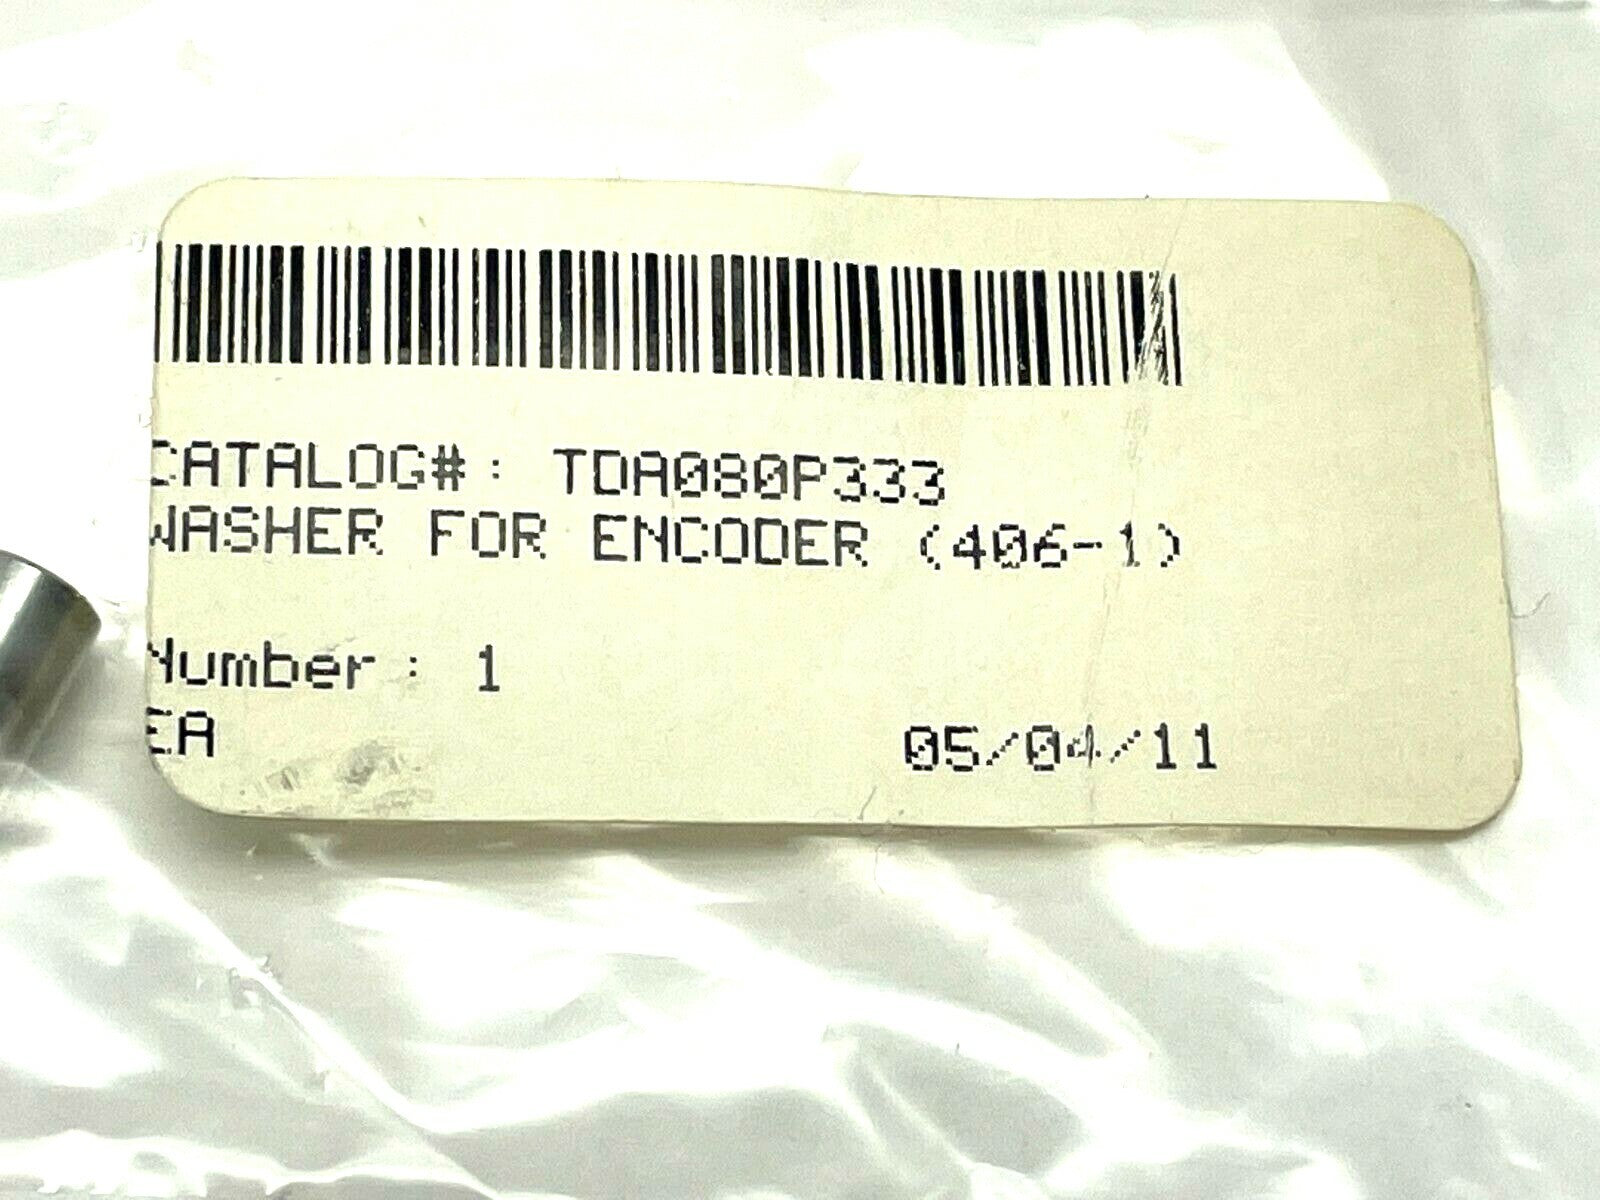 CATALOG#: TDA080P333
WASHER FOR ENCODER (406-1)
Number: 1
EA
05/04/11